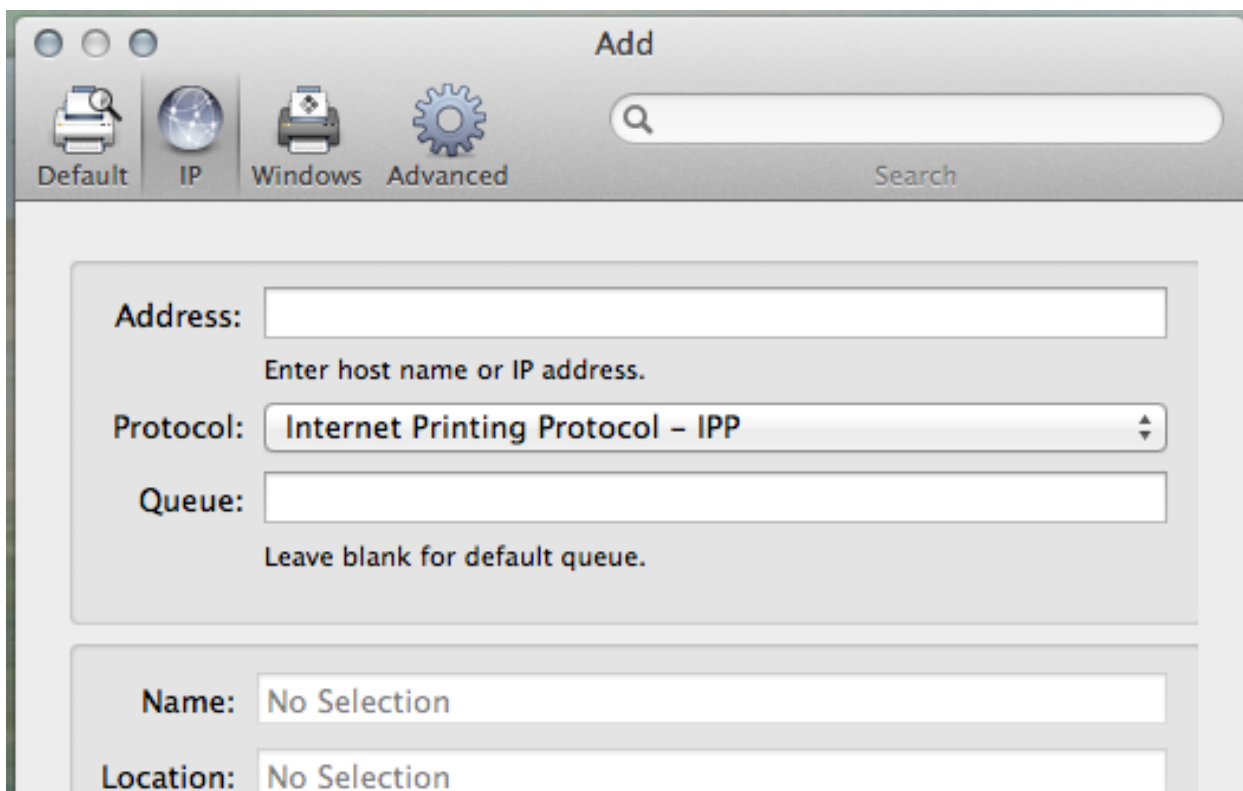 Add
Default IP Windows Advanced Search
Address:
Enter host name or IP address.
Protocol: Internet Printing Protocol – IPP
Queue:
Leave blank for default queue.
Name: No Selection
Location: No Selection